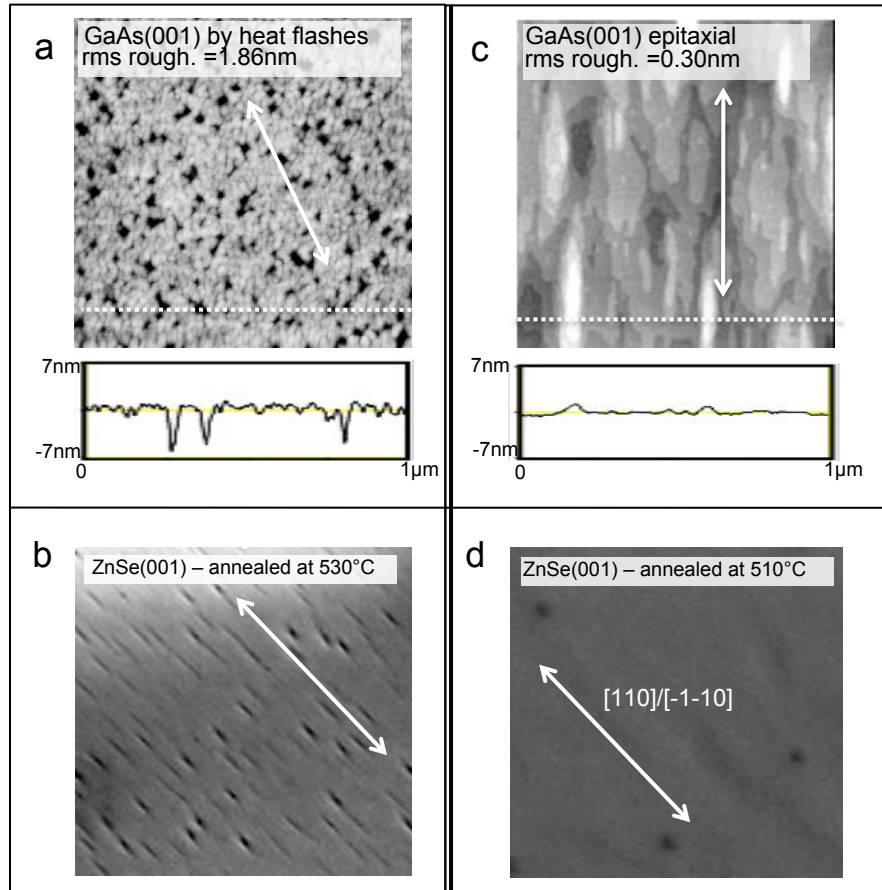 a
GaAs(001) by heat flashes
rms rough. =1.86nm
7nm
-7nm
0
1µm
c
GaAs(001) epitaxial
rms rough. =0.30nm
7nm
-7nm
0
1µm
b
ZnSe(001) – annealed at 530°C
d
ZnSe(001) – annealed at 510°C
[110]/[-1-10]